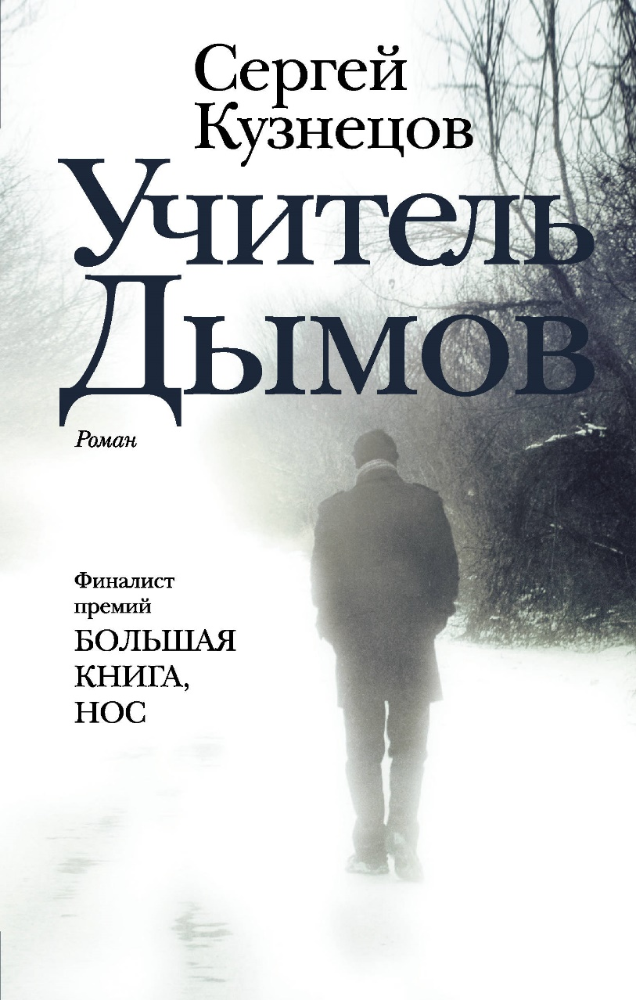 Сергей
Кузнецов
Учитель
Дымов
Роман
Финалист
премий
БОЛЬШАЯ
КНИГА,
НОС